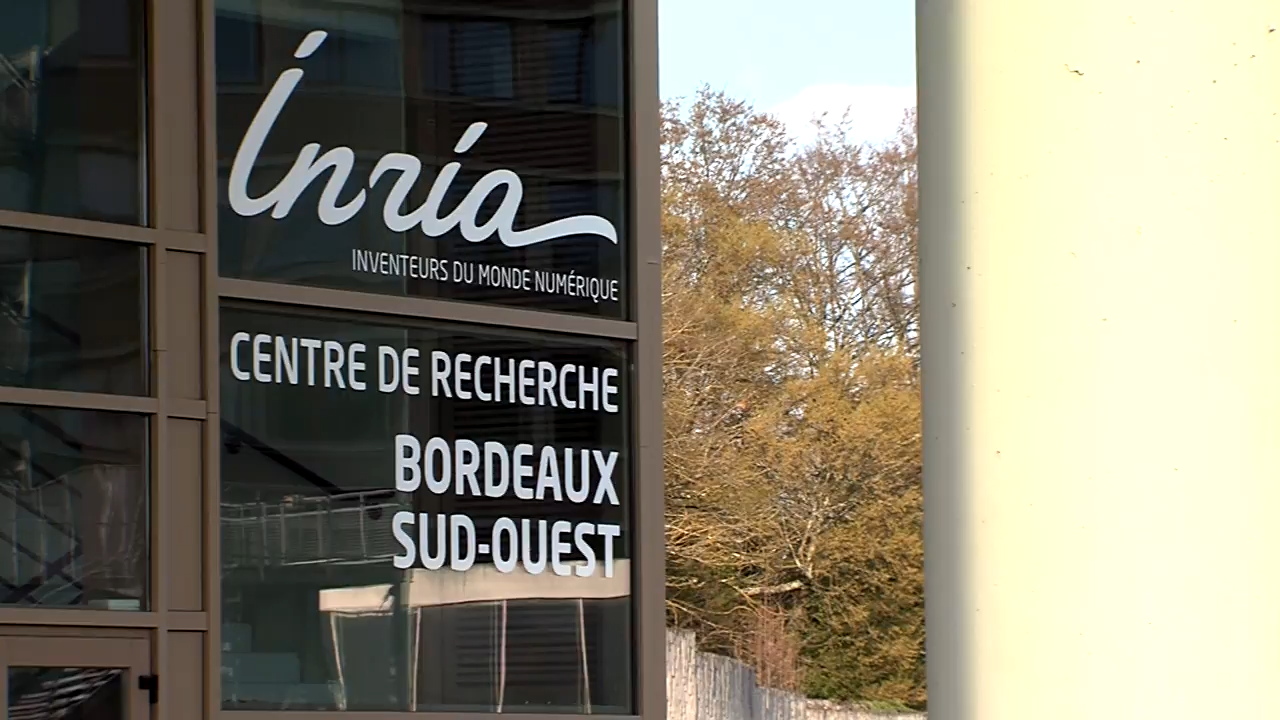 Inria
INVENTEURS DU MONDE NUMÉRIQUE
CENTRE DE RECHERCHE
BORDEAUX
SUD-OUEST